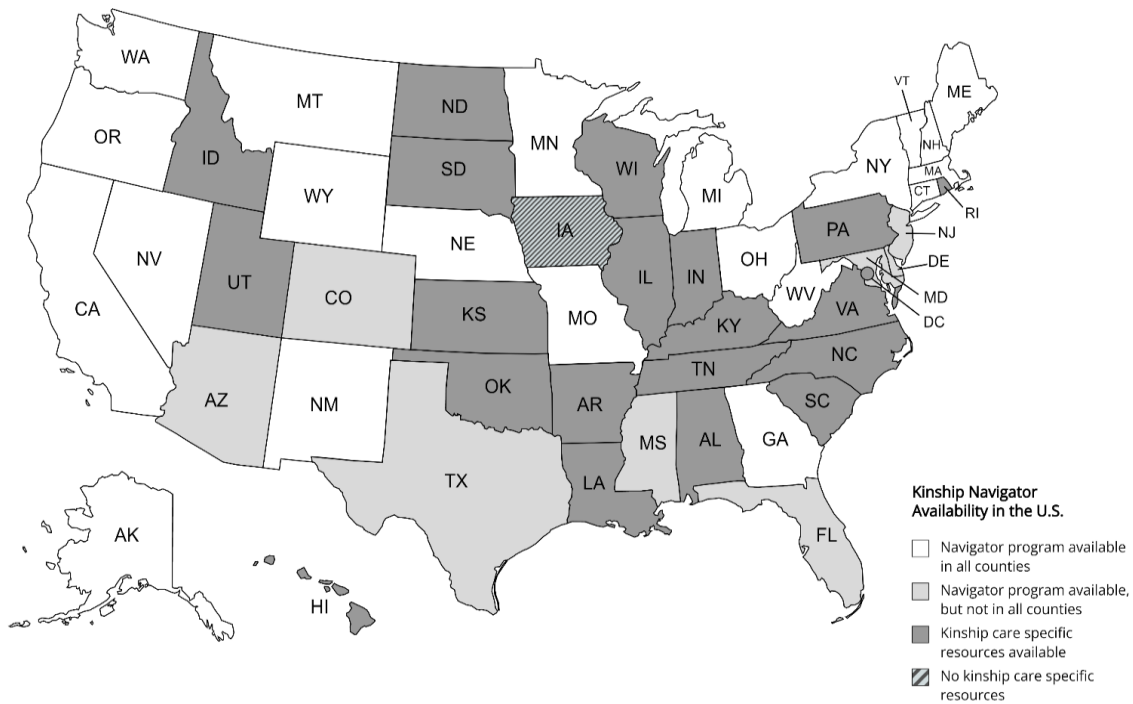 WA
MT
ND
MN
VT
ME
OR
ID
SD
WI
MI
NY
NH
MA
CT
RI
WY
NE
IA
PA
NJ
NV
UT
CO
IL
IN
OH
WV
DE
MD
DC
CA
KS
MO
KY
VA
AZ
NM
OK
AR
TN
NC
SC
MS
AL
GA
TX
LA
FL
AK
HI
Kinship Navigator
Availability in the U.S.
Navigator program available
in all counties
Navigator program available,
but not in all counties
Kinship care specific
resources available
No kinship care specific
resources